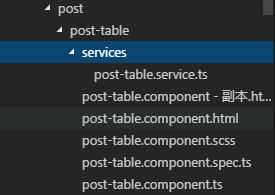 post
post-table
services
post-table.service.ts
post-table.component - 副本.ht...
post-table.component.html
post-table.component.scss
post-table.component.spec.ts
post-table.component.ts